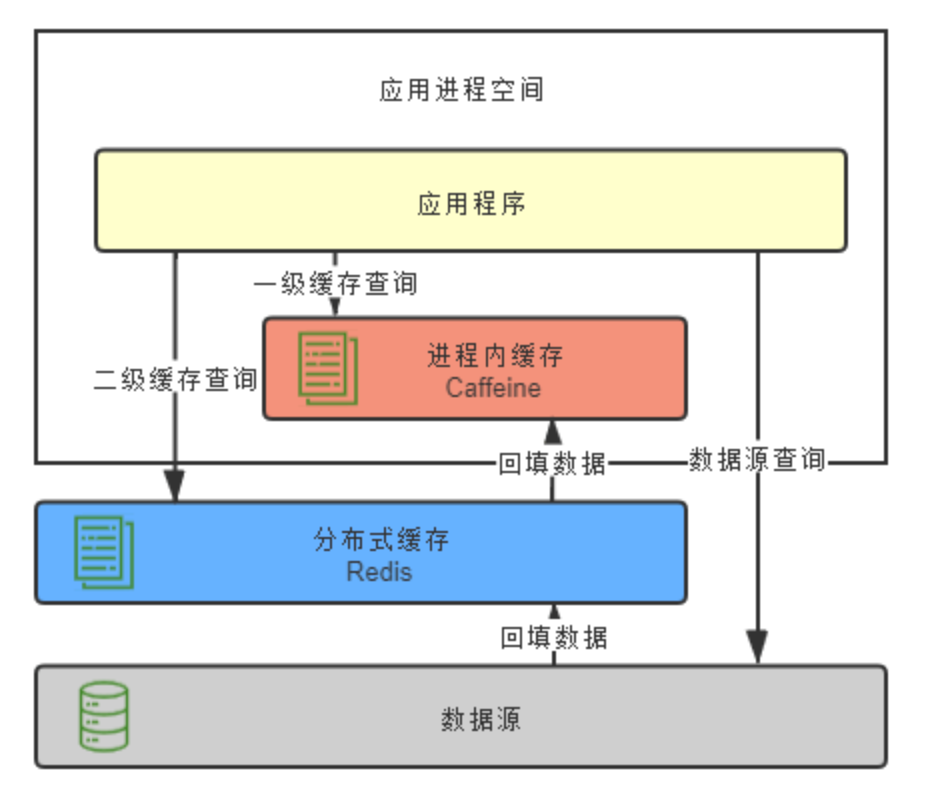 应用进程空间
应用程序
一级缓存查询
进程内缓存
Caffeine
二级缓存查询
回填数据
数据源查询
分布式缓存
Redis
回填数据
数据源